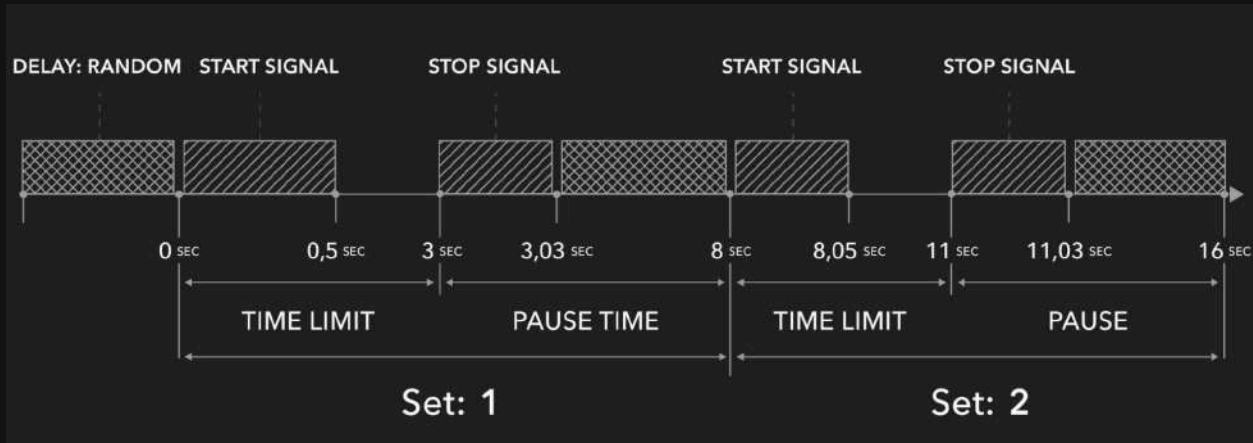 DELAY: RANDOM START SIGNAL STOP SIGNAL START SIGNAL STOP SIGNAL
0 SEC 0,5 SEC 3 SEC 3,03 SEC 8 SEC 8,05 SEC 11 SEC 11,03 SEC 16 SEC
TIME LIMIT PAUSE TIME TIME LIMIT PAUSE
Set: 1 Set: 2